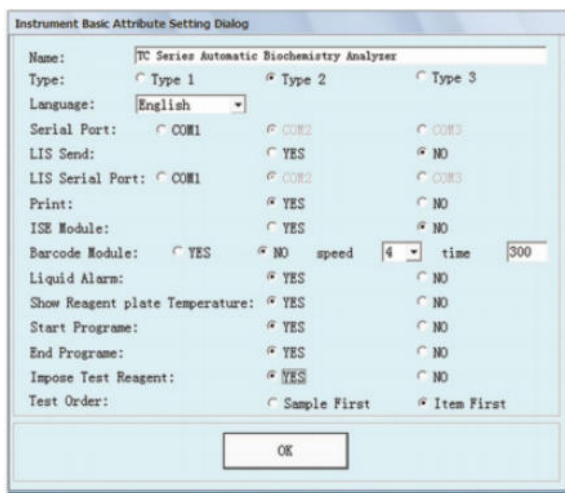 Instrument Basic Attribute Setting Dialog
Name: TC Series Automatic Biochemistry Analyzer
Type: Type 1 Type 2 Type 3
Language: English
Serial Port: COM1 COM2 COM3
LIS Send: YES NO
LIS Serial Port: COM1 COM2 COM3
Print: YES NO
ISE Module: YES NO
Barcode Module: YES NO speed 4 time 300
Liquid Alarm: YES NO
Show Reagent plate Temperature: YES NO
Start Programe: YES NO
End Programe: YES NO
Impose Test Reagent: YES NO
Test Order: Sample First Item First
OK